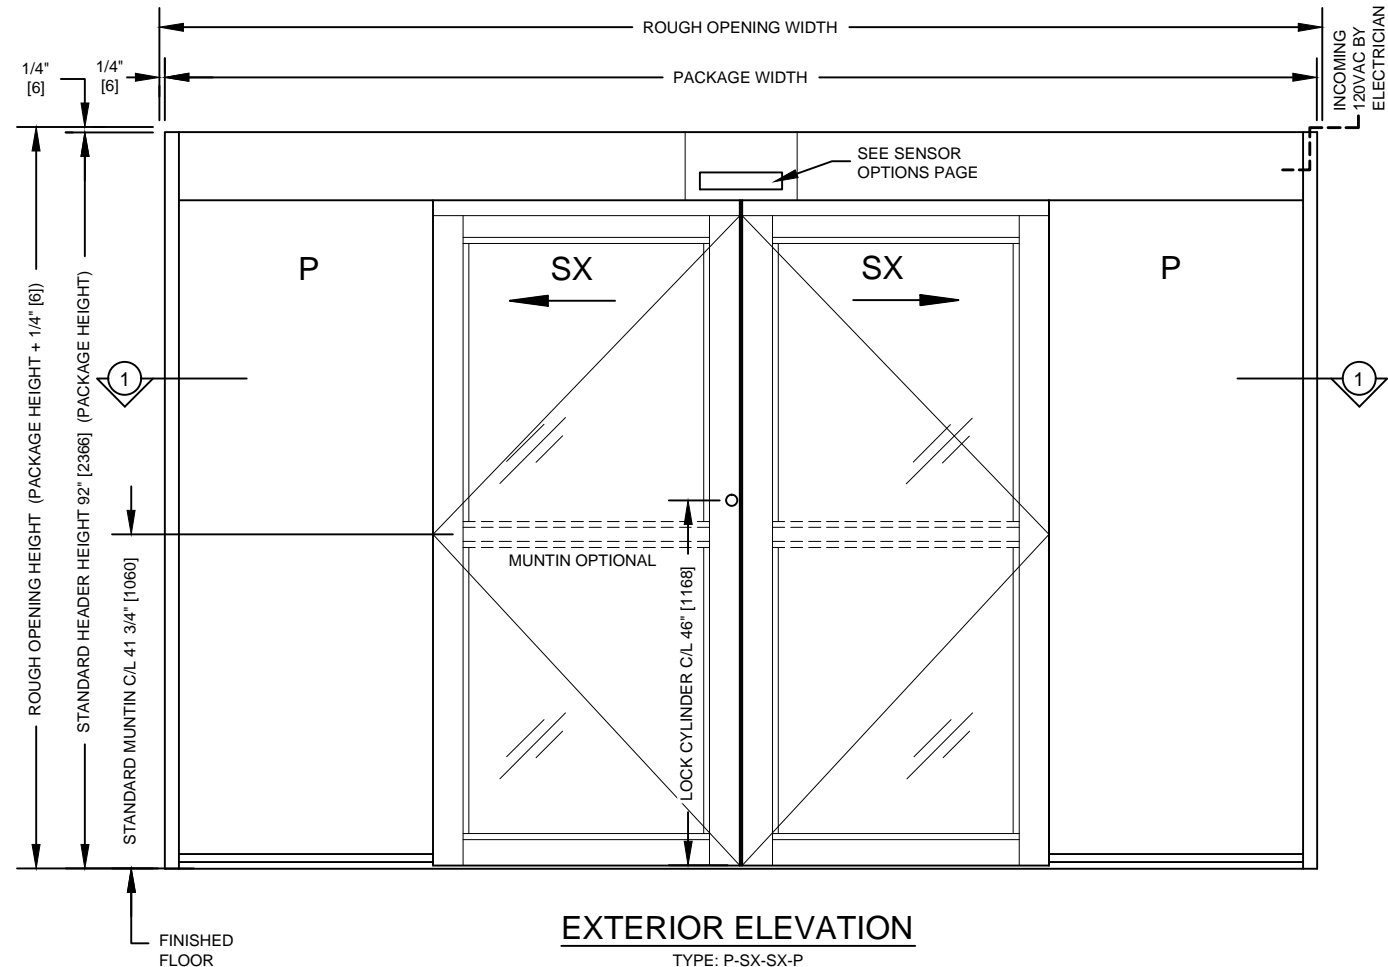 ROUGH OPENING WIDTH
PACKAGE WIDTH
1/4"
[6]
1/4"
[6]
INCOMING
120VAC BY
ELECTRICIAN
SEE SENSOR
OPTIONS PAGE
P
SX
SX
P
1
1
ROUGH OPENING HEIGHT (PACKAGE HEIGHT + 1/4" [6])
STANDARD HEADER HEIGHT 92" [2366] (PACKAGE HEIGHT)
STANDARD MUNTIN C/L 41 3/4" [1060]
MUNTIN OPTIONAL
LOCK CYLINDER C/L 46" [1168]
FINISHED
FLOOR
EXTERIOR ELEVATION
TYPE: P-SX-SX-P